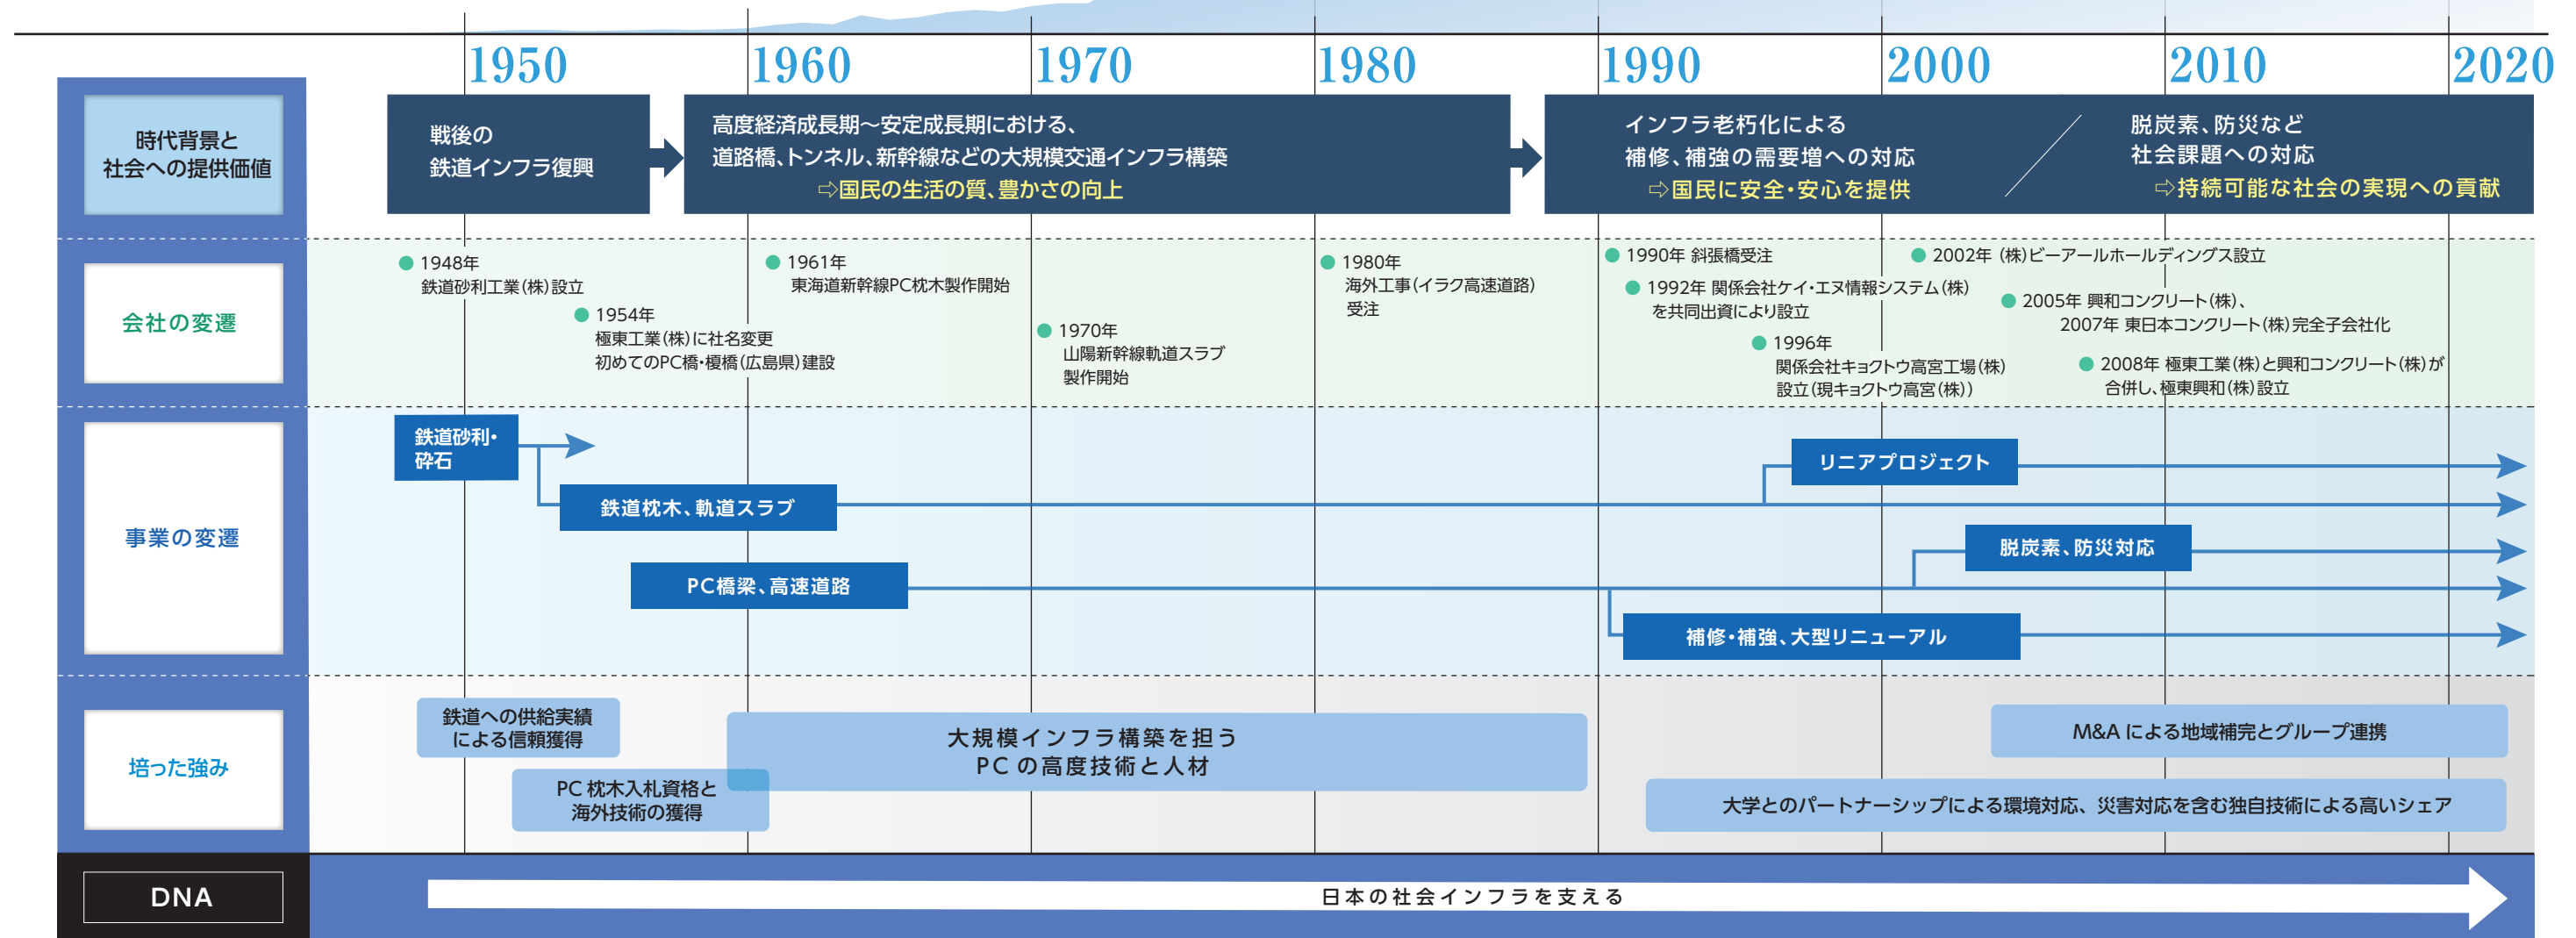 1950
1960
1970
1980
1990
2000
2010
2020
時代背景と
社会への提供価値
戦後の
鉄道インフラ復興
高度経済成長期～安定成長期における、
道路橋、トンネル、新幹線などの大規模交通インフラ構築
⇨国民の生活の質、豊かさの向上
インフラ老朽化による
補修、補強の需要増への対応
⇨国民に安全・安心を提供
脱炭素、防災など
社会課題への対応
⇨持続可能な社会の実現への貢献
会社の変遷
1948年
鉄道砂利工業(株)設立
1954年
極東工業(株)に社名変更
初めてのPC橋・榎橋(広島県)建設
1961年
東海道新幹線PC枕木製作開始
1970年
山陽新幹線軌道スラブ
製作開始
1980年
海外工事(イラク高速道路)
受注
1990年 斜張橋受注
1992年 関係会社ケイ・エヌ情報システム(株)
を共同出資により設立
1996年
関係会社キョクトウ高宮工場(株)
設立(現キョクトウ高宮(株))
2002年 (株)ビーアールホールディングス設立
2005年 興和コンクリート(株)、
2007年 東日本コンクリート(株)完全子会社化
2008年 極東工業(株)と興和コンクリート(株)が
合併し、極東興和(株)設立
事業の変遷
鉄道砂利・
砕石
鉄道枕木、軌道スラブ
PC橋梁、高速道路
リニアプロジェクト
脱炭素、防災対応
補修・補強、大型リニューアル
培った強み
鉄道への供給実績
による信頼獲得
PC 枕木入札資格と
海外技術の獲得
大規模インフラ構築を担う
PC の高度技術と人材
M&A による地域補完とグループ連携
大学とのパートナーシップによる環境対応、災害対応を含む独自技術による高いシェア
DNA
日本の社会インフラを支える